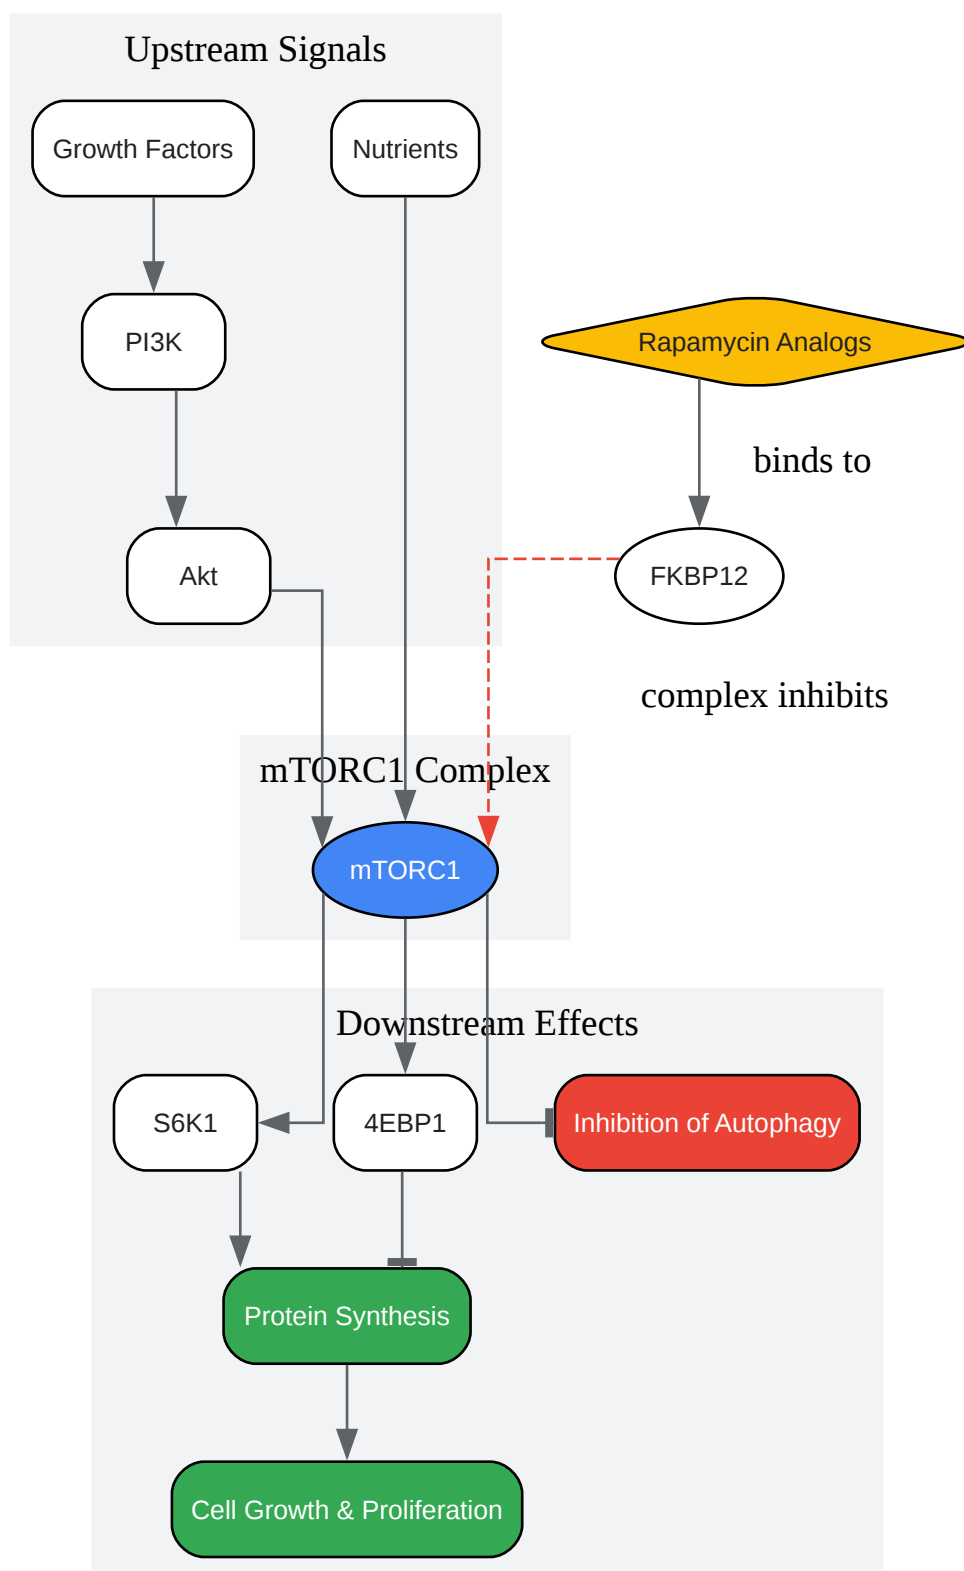 Upstream Signals
Growth Factors
Nutrients
PI3K
Rapamycin Analogs
binds to
Akt
FKBP12
complex inhibits
mTORC1 Complex
mTORC1
Downstream Effects
S6K1
4EBP1
Inhibition of Autophagy
Protein Synthesis
Cell Growth & Proliferation